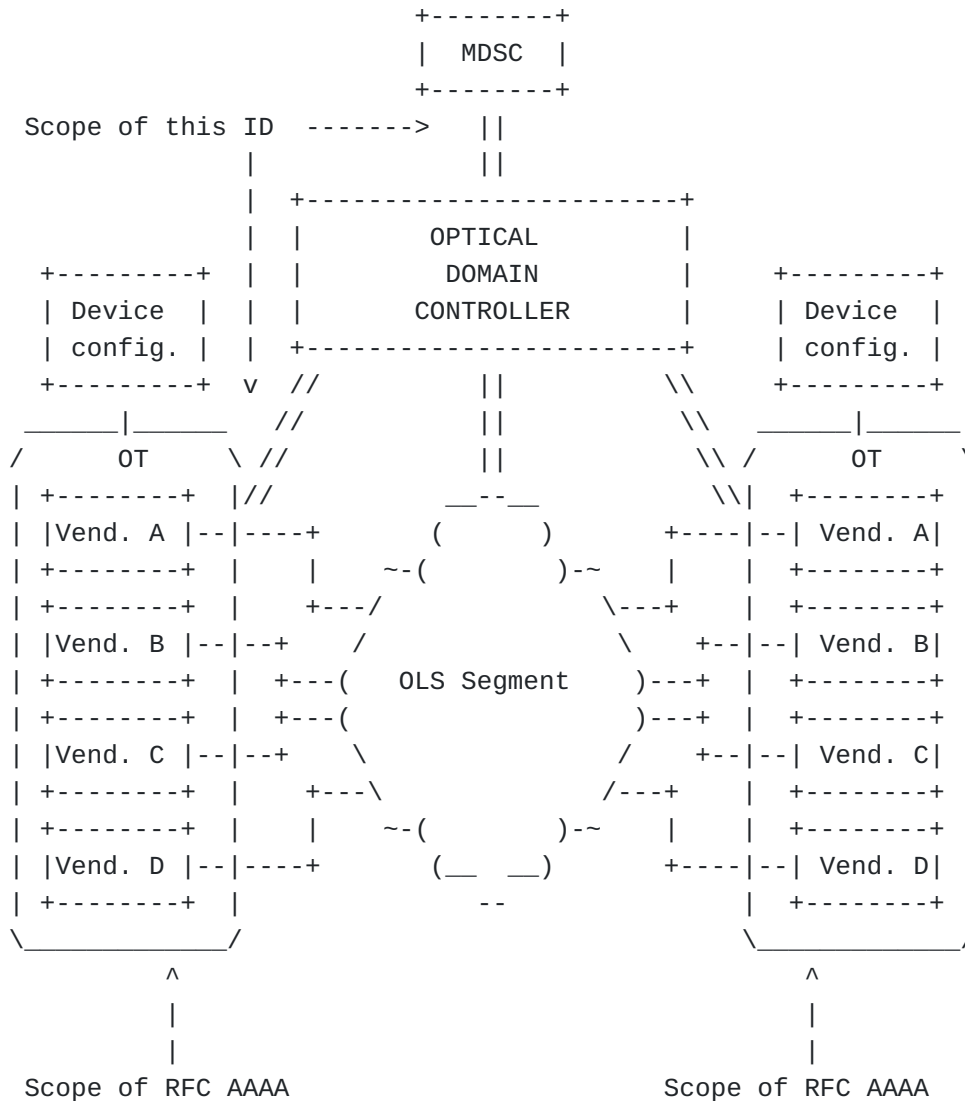 MDSC
Scope of this ID
OPTICAL
DOMAIN
CONTROLLER
Device
config.
Device
config.
OT
OT
Vend. A
Vend. A
Vend. B
Vend. B
OLS Segment
Vend. C
Vend. C
Vend. D
Vend. D
Scope of RFC AAAA
Scope of RFC AAAA